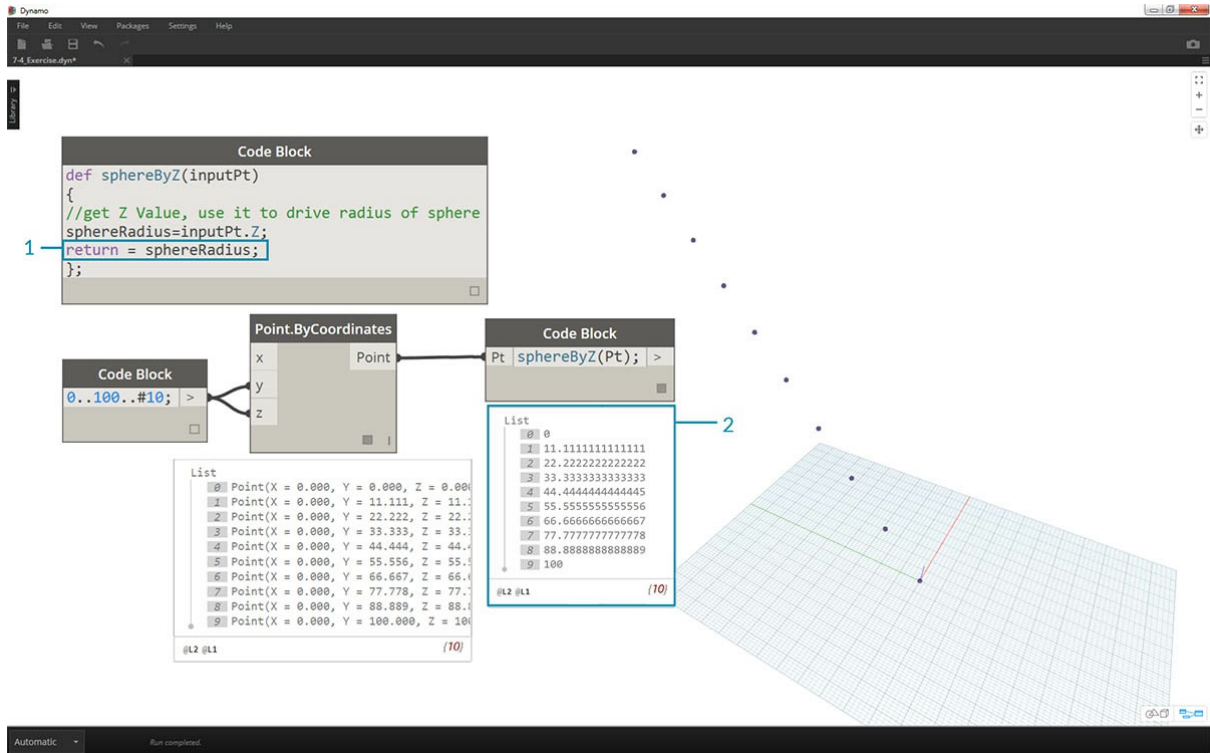 Dynamo
File Edit View Packages Settings Help
7-4_Exercise.dyn*
Library
Code Block
def sphereByZ(inputPt)
{
//get Z Value, use it to drive radius of sphere
sphereRadius=inputPt.Z;
1
return = sphereRadius;
};
Point.ByCoordinates
x Point
y
z
Code Block
0..100..#10; >
Code Block
Pt sphereByZ(Pt); >
2
List
0 0
1 11.1111111111111
2 22.2222222222222
3 33.3333333333333
4 44.4444444444445
5 55.5555555555556
6 66.6666666666667
7 77.7777777777778
8 88.8888888888889
9 100
@L2 @L1 {10}
List
0 Point(X = 0.000, Y = 0.000, Z = 0.000
1 Point(X = 0.000, Y = 11.111, Z = 11.
2 Point(X = 0.000, Y = 22.222, Z = 22.
3 Point(X = 0.000, Y = 33.333, Z = 33.
4 Point(X = 0.000, Y = 44.444, Z = 44.
5 Point(X = 0.000, Y = 55.556, Z = 55.
6 Point(X = 0.000, Y = 66.667, Z = 66.
7 Point(X = 0.000, Y = 77.778, Z = 77.
8 Point(X = 0.000, Y = 88.889, Z = 88.
9 Point(X = 0.000, Y = 100.000, Z = 10
@L2 @L1 {10}
Automatic
Run completed.